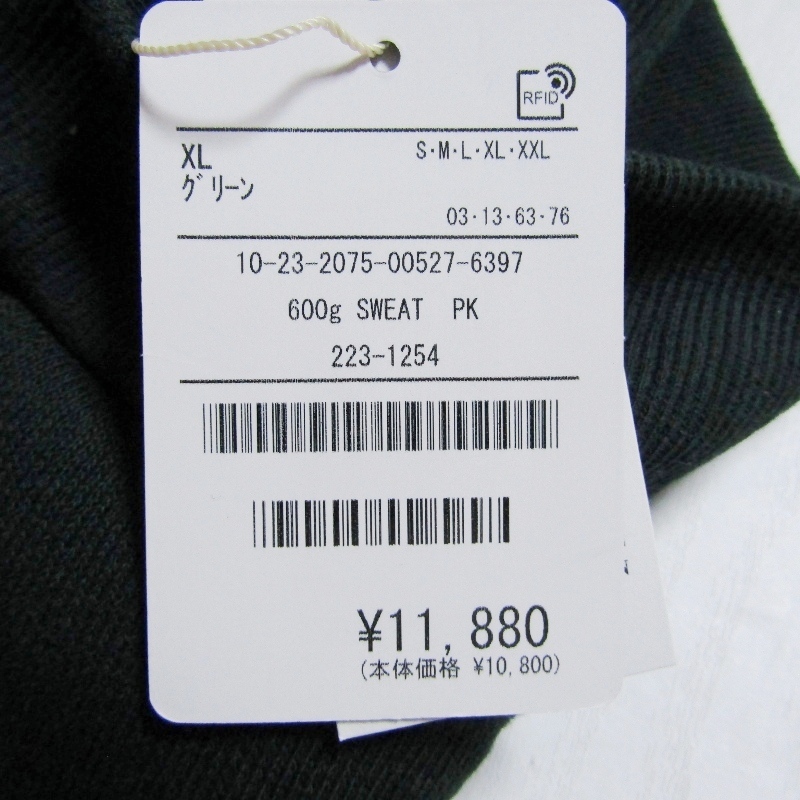 RFID
XL S·M·L·XL·XXL
グリーン
03·13·63·76
10-23-2075-00527-6397
600g SWEAT PK
223-1254
¥11,880
(本体価格 ¥10,800)